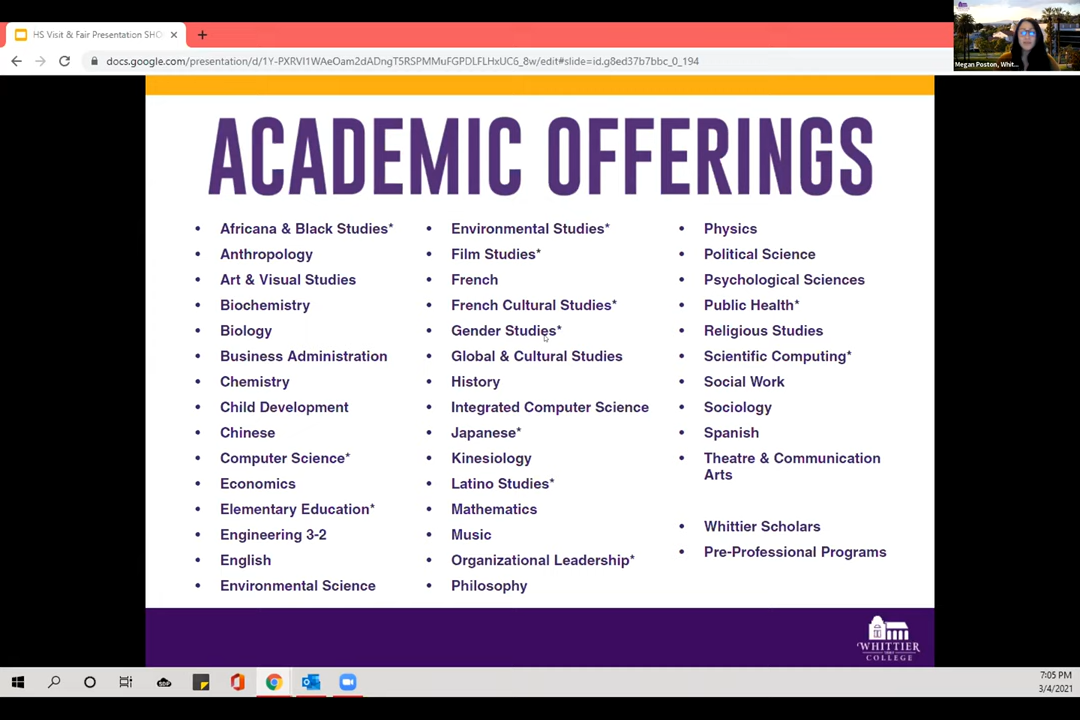 HS Visit & Fair Presentation SHO
docs.google.com/presentation/d/1Y-PXRVI1WAeOam2dADngT5RSPMMuFGPDLFLHxUC6_8w/edit#slide=id.g8ed37b7bbc_0_194
Megan Poston, Whit...
ACADEMIC OFFERINGS
• Africana & Black Studies*
• Anthropology
• Art & Visual Studies
• Biochemistry
• Biology
• Business Administration
• Chemistry
• Child Development
• Chinese
• Computer Science*
• Economics
• Elementary Education*
• Engineering 3-2
• English
• Environmental Science
• Environmental Studies*
• Film Studies*
• French
• French Cultural Studies*
• Gender Studies*
• Global & Cultural Studies
• History
• Integrated Computer Science
• Japanese*
• Kinesiology
• Latino Studies*
• Mathematics
• Music
• Organizational Leadership*
• Philosophy
• Physics
• Political Science
• Psychological Sciences
• Public Health*
• Religious Studies
• Scientific Computing*
• Social Work
• Sociology
• Spanish
• Theatre & Communication
Arts
• Whittier Scholars
• Pre-Professional Programs
WHITTIER
COLLEGE
7:05 PM
3/4/2021